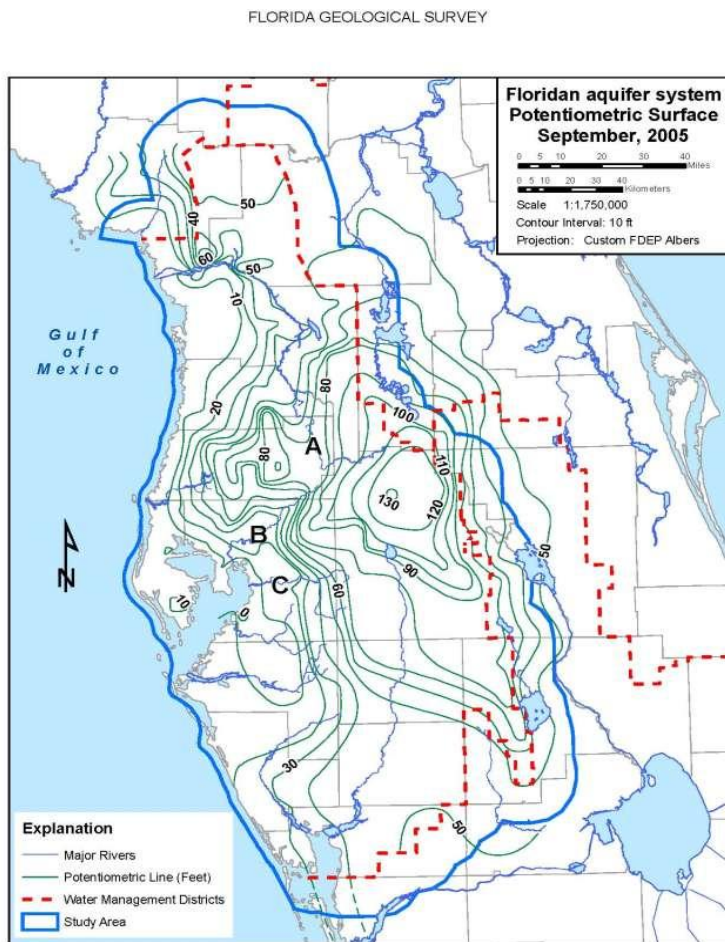 FLORIDA GEOLOGICAL SURVEY
Floridan aquifer system
Potentiometric Surface
September, 2005
0 5 10 20 30 40
Miles
0 5 10 20 30 40
Kilometers
Scale 1:1,750,000
Contour Interval: 10 ft
Projection: Custom FDEP Albers
40
50
60
50
10
Gulf
of
Mexico
80
20
100
A
80
110
130
120
B
50
90
C
60
10
0
N
30
50
Explanation
Major Rivers
Potentiometric Line (Feet)
Water Management Districts
Study Area